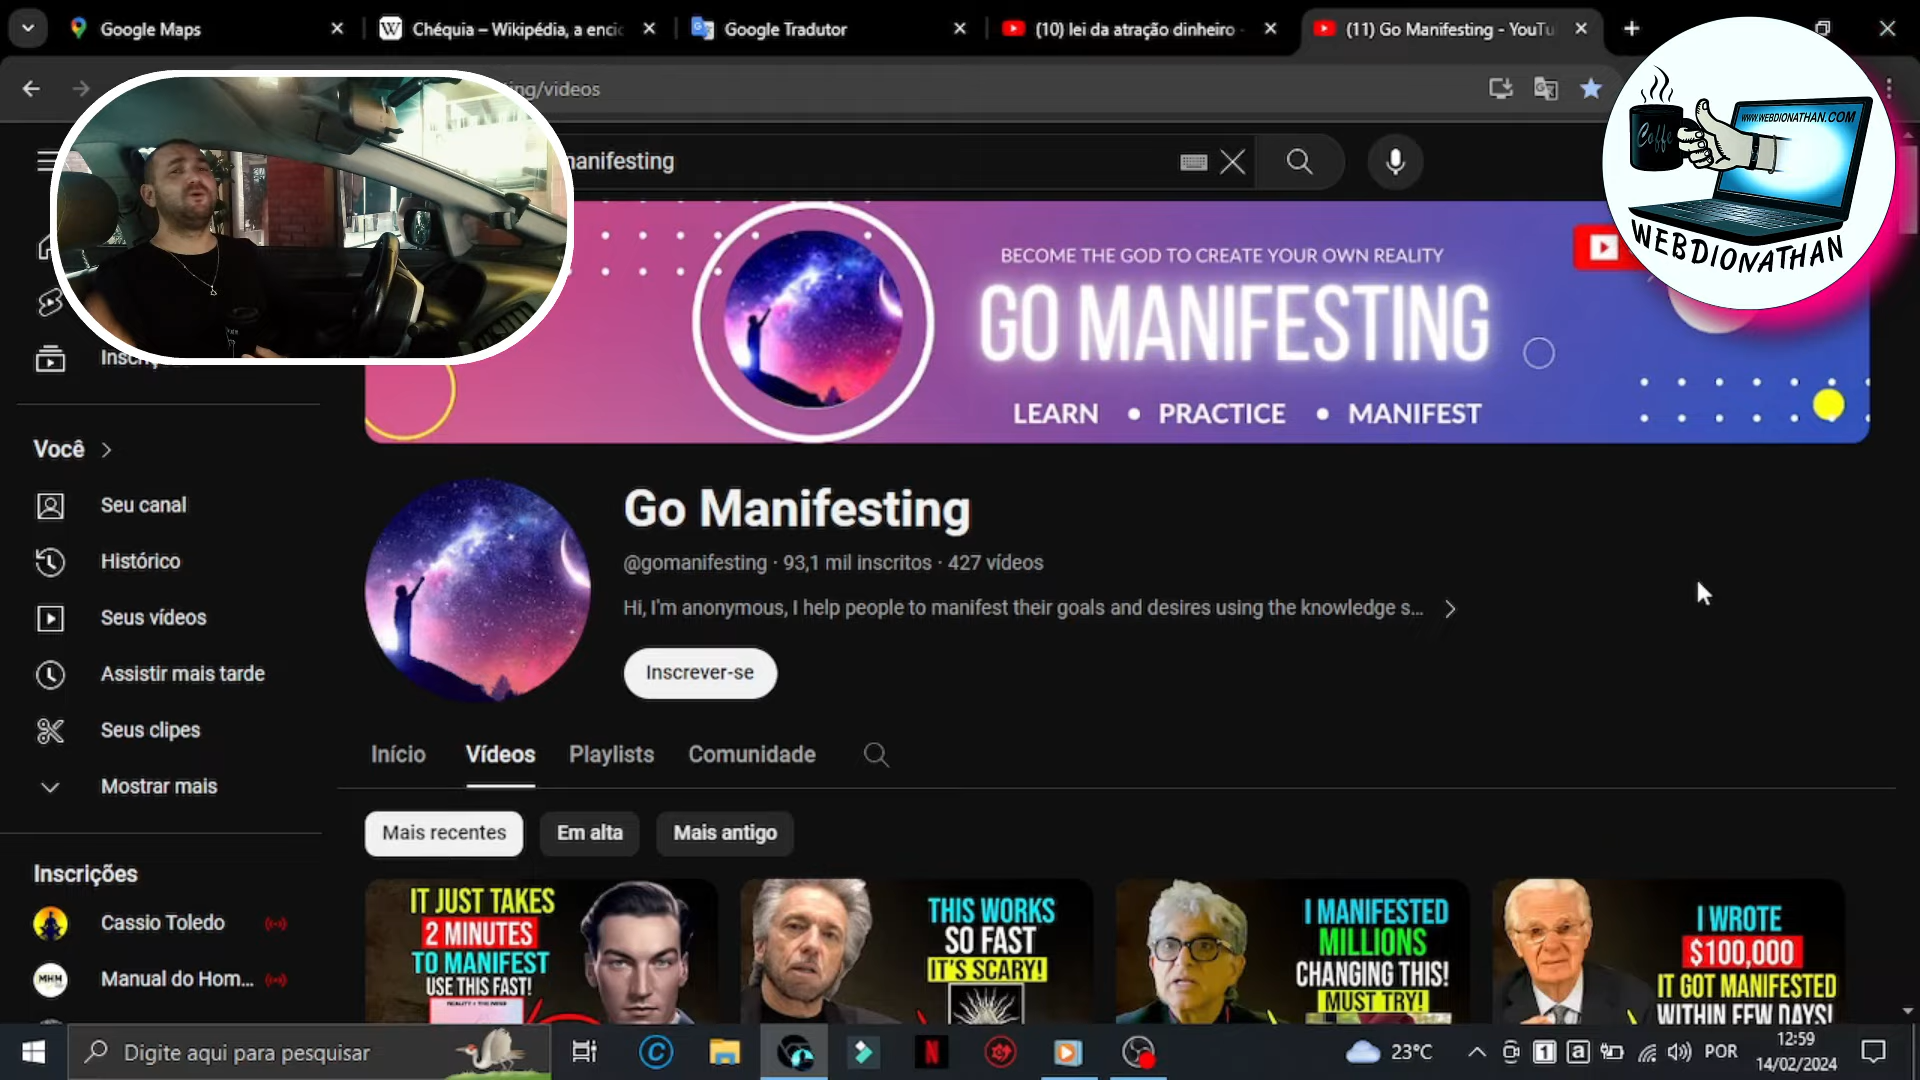 Google Maps
Chéquia – Wikipédia, a enci
Google Tradutor
(10) lei da atração dinheiro -
(11) Go Manifesting - YouTu
ng/videos
manifesting
Coffe
WWW.WEBDIONATHAN.COM
WEBDIONATHAN
BECOME THE GOD TO CREATE YOUR OWN REALITY
GO MANIFESTING
LEARN • PRACTICE • MANIFEST
Você
Seu canal
Histórico
Seus vídeos
Assistir mais tarde
Seus clipes
Mostrar mais
Inscrições
Cassio Toledo
MHM
Manual do Hom...
Go Manifesting
@gomanifesting · 93,1 mil inscritos · 427 vídeos
Hi, I'm anonymous, I help people to manifest their goals and desires using the knowledge s...
Inscrever-se
Início
Vídeos
Playlists
Comunidade
Mais recentes
Em alta
Mais antigo
IT JUST TAKES
2 MINUTES
TO MANIFEST
USE THIS FAST!
THIS WORKS
SO FAST
IT'S SCARY!
I MANIFESTED
MILLIONS
CHANGING THIS!
MUST TRY!
I WROTE
$100,000
IT GOT MANIFESTED
WITHIN FEW DAYS!
Digite aqui para pesquisar
23°C
POR
12:59
14/02/2024